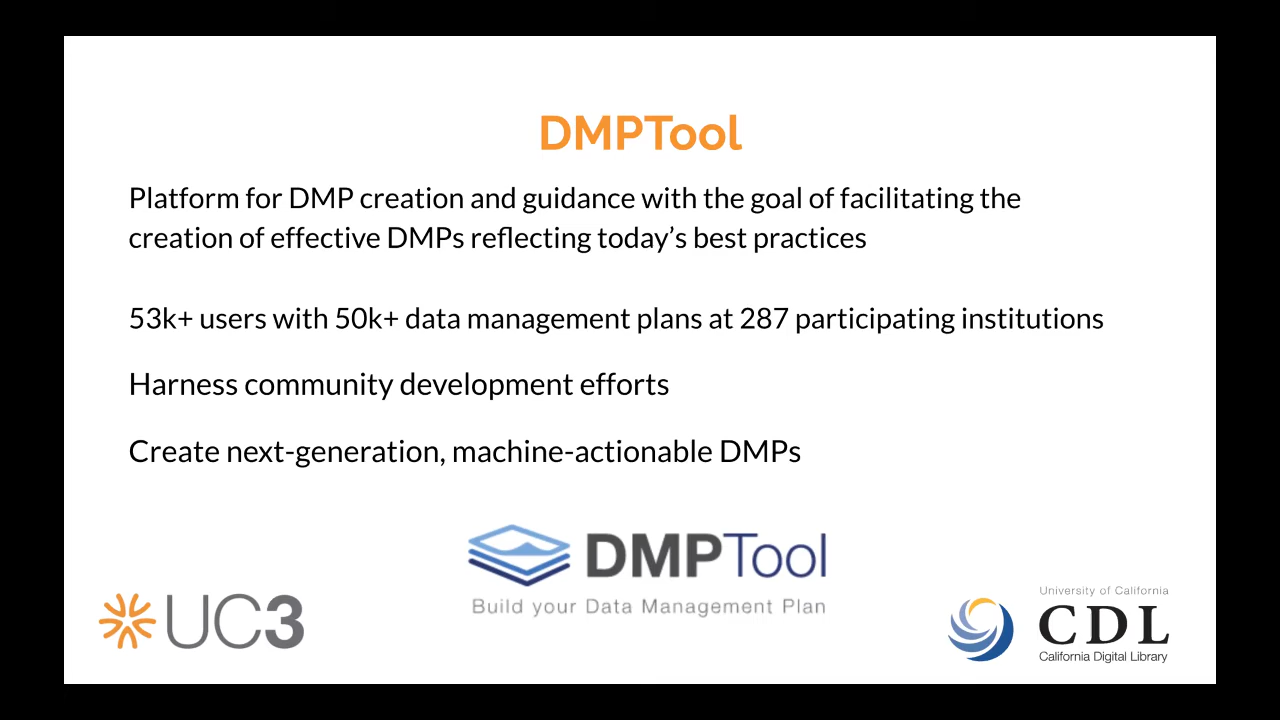 DMPTool
Platform for DMP creation and guidance with the goal of facilitating the
creation of effective DMPs reflecting today’s best practices
53k+ users with 50k+ data management plans at 287 participating institutions
Harness community development efforts
Create next-generation, machine-actionable DMPs
DMPTool
Build your Data Management Plan
UC3
University of California
CDL
California Digital Library